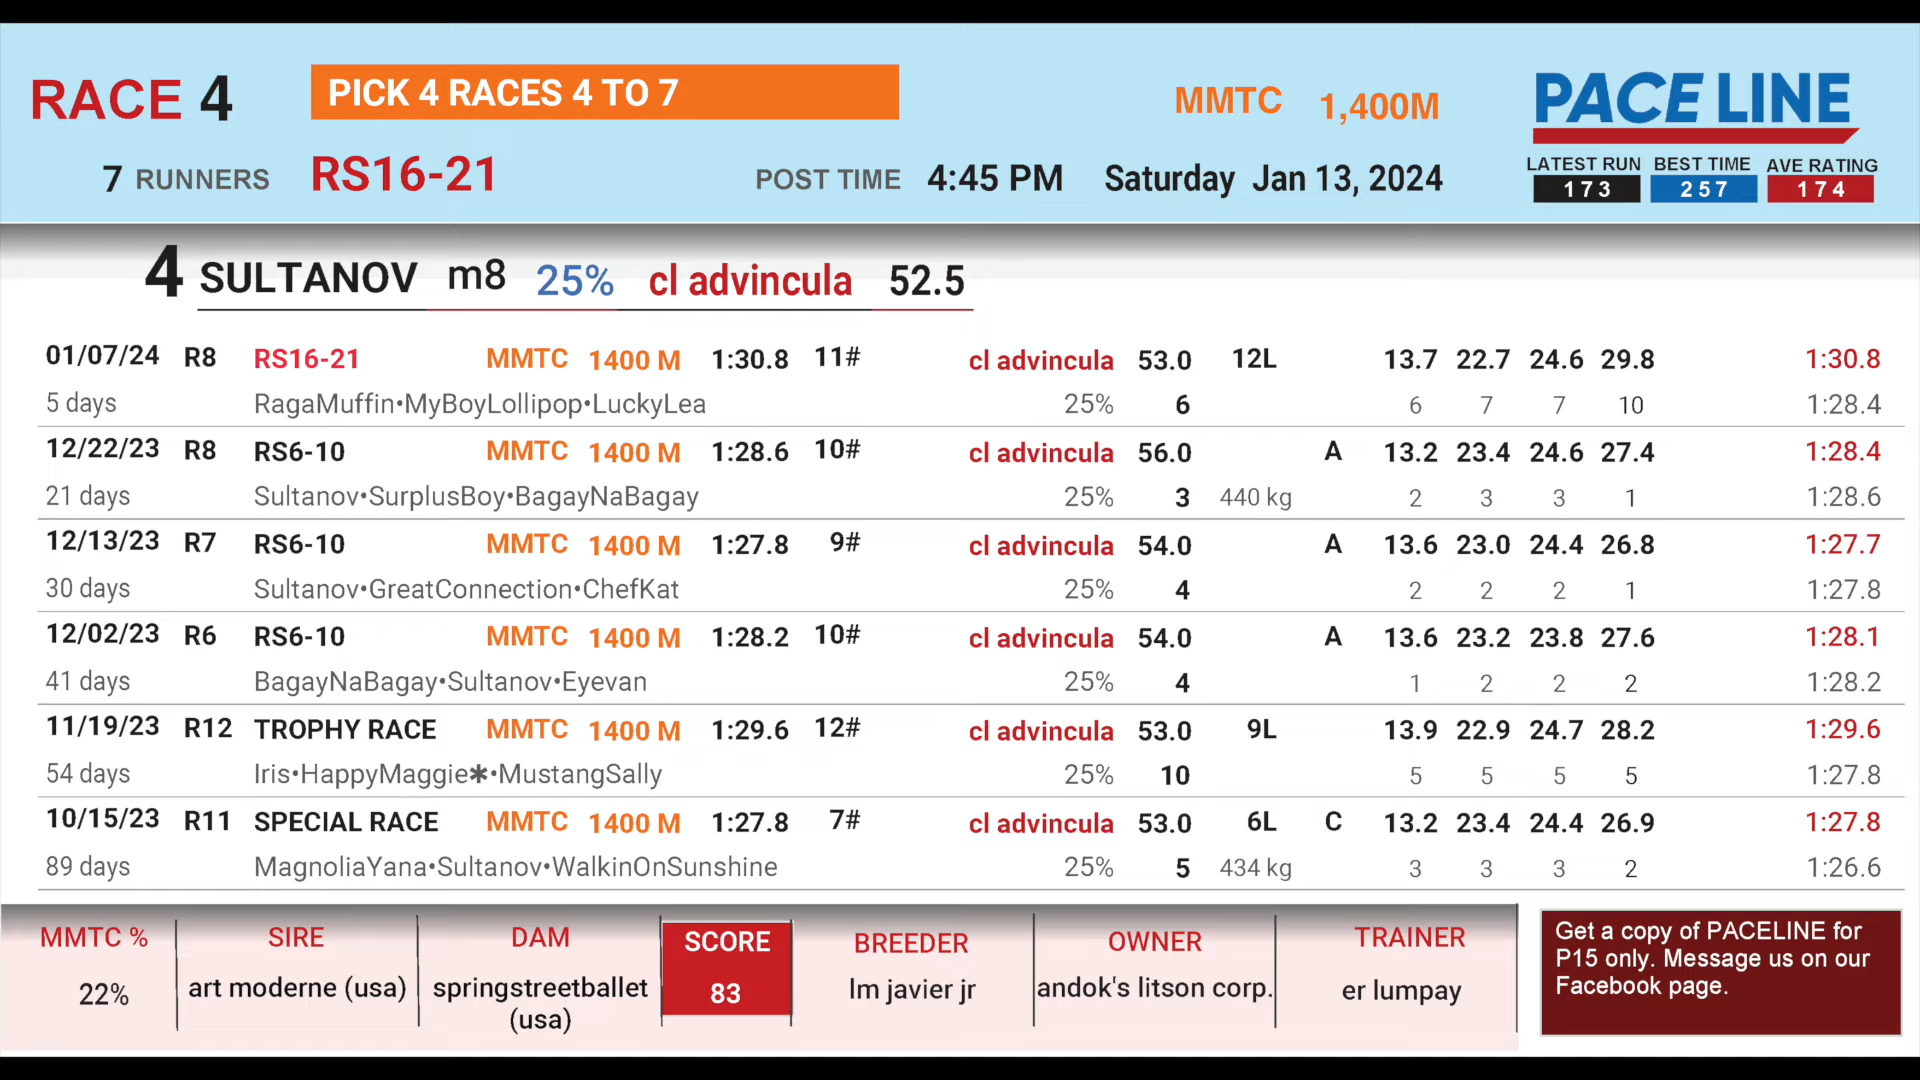 RACE 4 PICK 4 RACES 4 TO 7 MMTC 1,400M PACE LINE
7 RUNNERS RS16-21 POST TIME 4:45 PM Saturday Jan 13, 2024
LATEST RUN BEST TIME AVE RATING
173 257 174
4 SULTANOV m8 25% cl advincula 52.5
01/07/24 R8 RS16-21 MMTC 1400 M 1:30.8 11# cl advincula 53.0 12L 13.7 22.7 24.6 29.8 1:30.8
5 days RagaMuffin•MyBoyLollipop•LuckyLea 25% 6 6 7 7 10 1:28.4
12/22/23 R8 RS6-10 MMTC 1400 M 1:28.6 10# cl advincula 56.0 A 13.2 23.4 24.6 27.4 1:28.4
21 days Sultanov•SurplusBoy•BagayNaBagay 25% 3 440 kg 2 3 3 1 1:28.6
12/13/23 R7 RS6-10 MMTC 1400 M 1:27.8 9# cl advincula 54.0 A 13.6 23.0 24.4 26.8 1:27.7
30 days Sultanov•GreatConnection•ChefKat 25% 4 2 2 2 1 1:27.8
12/02/23 R6 RS6-10 MMTC 1400 M 1:28.2 10# cl advincula 54.0 A 13.6 23.2 23.8 27.6 1:28.1
41 days BagayNaBagay•Sultanov•Eyevan 25% 4 1 2 2 2 1:28.2
11/19/23 R12 TROPHY RACE MMTC 1400 M 1:29.6 12# cl advincula 53.0 9L 13.9 22.9 24.7 28.2 1:29.6
54 days Iris•HappyMaggie✱•MustangSally 25% 10 5 5 5 5 1:27.8
10/15/23 R11 SPECIAL RACE MMTC 1400 M 1:27.8 7# cl advincula 53.0 6L C 13.2 23.4 24.4 26.9 1:27.8
89 days MagnoliaYana•Sultanov•WalkinOnSunshine 25% 5 434 kg 3 3 3 2 1:26.6
MMTC % SIRE DAM SCORE BREEDER OWNER TRAINER
22% art moderne (usa) springstreetballet 83 lm javier jr andok's litson corp. er lumpay
(usa)
Get a copy of PACELINE for
P15 only. Message us on our
Facebook page.